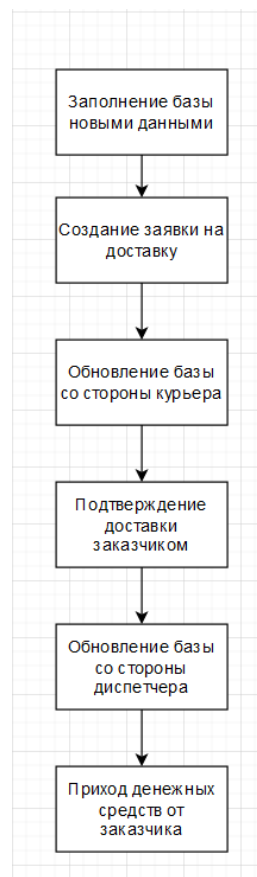 Заполнение базы
новыми данными
Создание заявки на
доставку
Обновление базы
со стороны курьера
Подтверждение
доставки
заказчиком
Обновление базы
со стороны
диспетчера
Приход денежных
средств от
заказчика